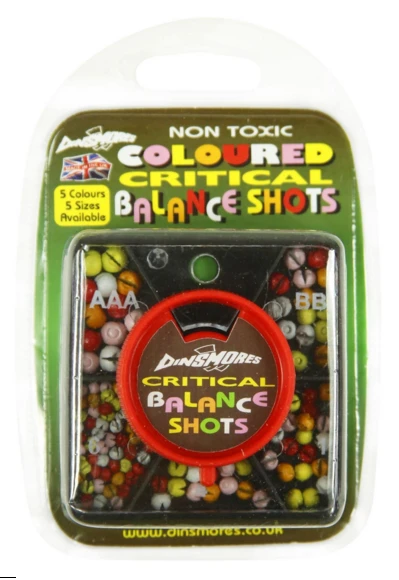 NON TOXIC
DINSMORES
COLOURED
CRITICAL
BALANCE SHOTS
5 Colours
5 Sizes
Available
AAA
BB
DINSMORES
CRITICAL
BALANCE
SHOTS
www.dinsmores.co.uk